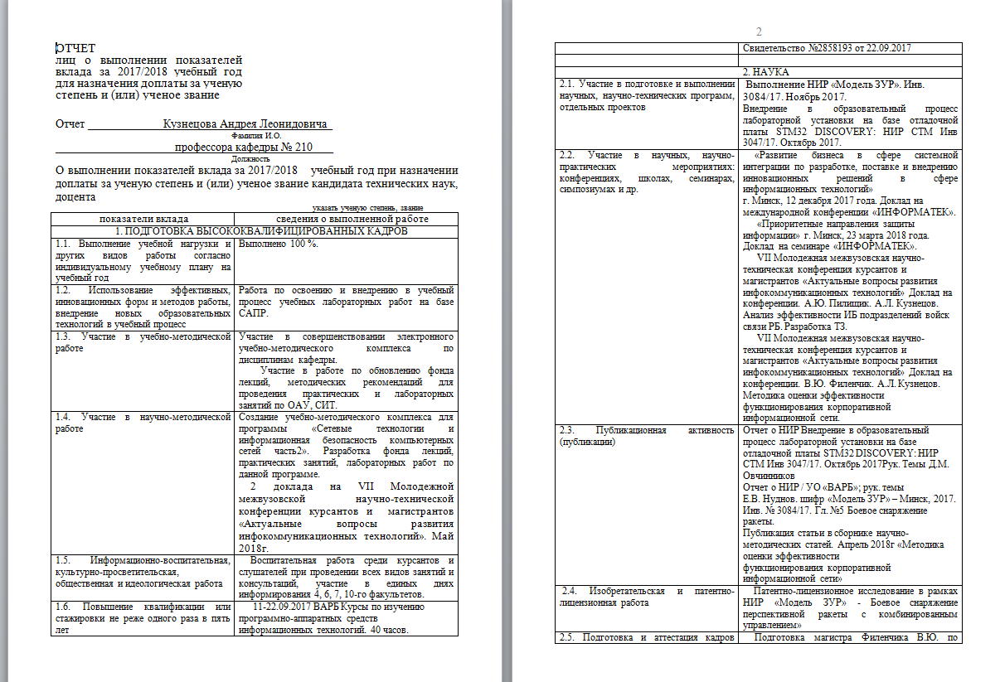 ОТЧЕТ
лиц о выполнении показателей
вклада за 2017/2018 учебный год
для назначения доплаты за ученую
степень и (или) ученое звание
Отчет Кузнецова Андрея Леонидовича
Фамилия И.О.
профессора кафедры № 210
Должность
О выполнении показателей вклада за 2017/2018 учебный год при назначении
доплаты за ученую степень и (или) ученое звание кандидата технических наук,
доцента
указать ученую степень, звание
показатели вклада
сведения о выполненной работе
1. ПОДГОТОВКА ВЫСОКОКВАЛИФИЦИРОВАННЫХ КАДРОВ
1.1. Выполнение учебной нагрузки и
других видов работы согласно
индивидуальному учебному плану на
учебный год
Выполнено 100 %.
1.2. Использование эффективных,
инновационных форм и методов работы,
внедрение новых образовательных
технологий в учебный процесс
Работа по освоению и внедрению в учебный
процесс учебных лабораторных работ на базе
САПР.
1.3. Участие в учебно-методической
работе
Участие в совершенствовании электронного
учебно-методического комплекса по
дисциплинам кафедры.
Участие в работе по обновлению фонда
лекций, методических рекомендаций для
проведения практических и лабораторных
занятий по ОАУ, СИТ.
1.4. Участие в научно-методической
работе
Создание учебно-методического комплекса для
программы «Сетевые технологии и
информационная безопасность компьютерных
сетей часть2». Разработка фонда лекций,
практических занятий, лабораторных работ по
данной программе.
2 доклада на VII Молодежной
межвузовской научно-технической
конференции курсантов и магистрантов
«Актуальные вопросы развития
инфокоммуникационных технологий». Май
2018г.
1.5. Информационно-воспитательная,
культурно-просветительская,
общественная и идеологическая работа
Воспитательная работа среди курсантов и
слушателей при проведении всех видов занятий и
консультаций, участие в единых днях
информирования 4, 6, 7, 10-го факультетов.
1.6. Повышение квалификации или
стажировки не реже одного раза в пять
лет
11-22.09.2017 ВАРБ Курсы по изучению
программно-аппаратных средств
информационных технологий. 40 часов.
2
Свидетельство №2858193 от 22.09.2017
2. НАУКА
2.1. Участие в подготовке и выполнении
научных, научно-технических программ,
отдельных проектов
Выполнение НИР «Модель ЗУР». Инв.
3084/17. Ноябрь 2017.
Внедрение в образовательный процесс
лабораторной установки на базе отладочной
платы STM32 DISCOVERY: НИР СТМ Инв
3047/17. Октябрь 2017.
2.2. Участие в научных, научно-
практических мероприятиях:
конференциях, школах, семинарах,
симпозиумах и др.
«Развитие бизнеса в сфере системной
интеграции по разработке, поставке и внедрению
инновационных решений в сфере
информационных технологий»
г. Минск, 12 декабря 2017 года. Доклад на
международной конференции «ИНФОРМАТЕК».
«Приоритетные направления защиты
информации» г. Минск, 23 марта 2018 года.
Доклад на семинаре «ИНФОРМАТЕК».
VII Молодежная межвузовская научно-
техническая конференция курсантов и
магистрантов «Актуальные вопросы развития
инфокоммуникационных технологий» Доклад на
конференции. А.Ю. Пилищик. А.Л. Кузнецов.
Анализ эффективности ИБ подразделений войск
связи РБ. Разработка ТЗ.
VII Молодежная межвузовская научно-
техническая конференция курсантов и
магистрантов «Актуальные вопросы развития
инфокоммуникационных технологий» Доклад на
конференции. В.Ю. Филенчик. А.Л. Кузнецов.
Методика оценки эффективности
функционирования корпоративной
информационной сети.
2.3. Публикационная активность
(публикации)
Отчет о НИР Внедрение в образовательный
процесс лабораторной установки на базе
отладочной платы STM32 DISCOVERY: НИР
СТМ Инв 3047/17. Октябрь 2017Рук. Темы Д.М.
Овчинников
Отчет о НИР / УО «ВАРБ»; рук. темы
Е.В. Нуднов. шифр «Модель ЗУР» – Минск, 2017.
Инв. № 3084/17. Гл. №5 Боевое снаряжение
ракеты.
Публикация статьи в сборнике научно-
методических статей. Апрель 2018г «Методика
оценки эффективности
функционирования корпоративной
информационной сети»
2.4. Изобретательская и патентно-
лицензионная работа
Патентно-лицензионное исследование в рамках
НИР «Модель ЗУР» - Боевое снаряжение
перспективной ракеты с комбинированным
управлением»
2.5. Подготовка и аттестация кадров
Подготовка магистра Филенчика В.Ю. по